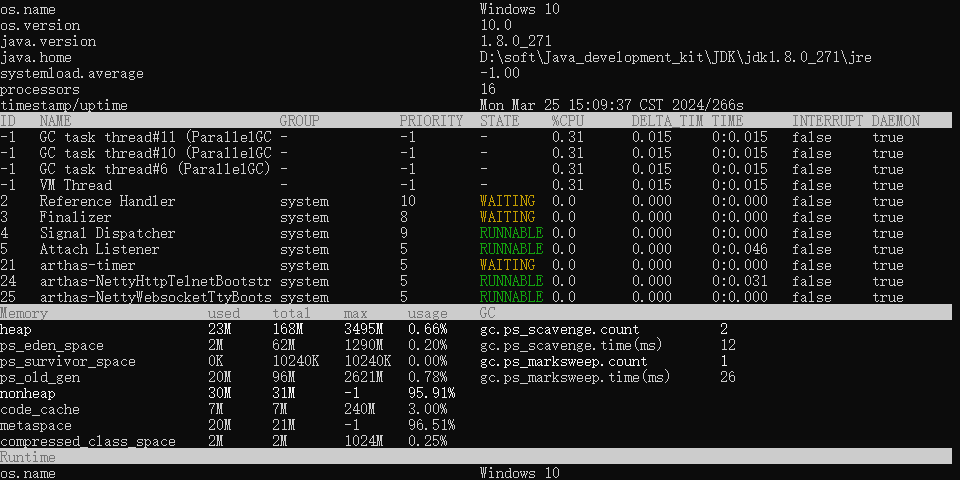 os.name Windows 10
os.version 10.0
java.version 1.8.0_271
java.home D:\soft\Java_development_kit\JDK\jdk1.8.0_271\jre
systemload.average -1.00
processors 16
timestamp/uptime Mon Mar 25 15:09:37 CST 2024/266s
ID NAME GROUP PRIORITY STATE %CPU DELTA_TIM TIME INTERRUPT DAEMON
-1 GC task thread#11 (ParallelGC - -1 - 0.31 0.015 0:0.015 false true
-1 GC task thread#10 (ParallelGC - -1 - 0.31 0.015 0:0.015 false true
-1 GC task thread#6 (ParallelGC) - -1 - 0.31 0.015 0:0.015 false true
-1 VM Thread - -1 - 0.31 0.015 0:0.015 false true
2 Reference Handler system 10 WAITING 0.0 0.000 0:0.000 false true
3 Finalizer system 8 WAITING 0.0 0.000 0:0.000 false true
4 Signal Dispatcher system 9 RUNNABLE 0.0 0.000 0:0.000 false true
5 Attach Listener system 5 RUNNABLE 0.0 0.000 0:0.046 false true
21 arthas-timer system 5 WAITING 0.0 0.000 0:0.000 false true
24 arthas-NettyHttpTelnetBootstr system 5 RUNNABLE 0.0 0.000 0:0.031 false true
25 arthas-NettyWebsocketTtyBoots system 5 RUNNABLE 0.0 0.000 0:0.000 false true
Memory used total max usage GC
heap 23M 168M 3495M 0.66% gc.ps_scavenge.count 2
ps_eden_space 2M 62M 1290M 0.20% gc.ps_scavenge.time(ms) 12
ps_survivor_space 0K 10240K 10240K 0.00% gc.ps_marksweep.count 1
ps_old_gen 20M 96M 2621M 0.78% gc.ps_marksweep.time(ms) 26
nonheap 30M 31M -1 95.91%
code_cache 7M 7M 240M 3.00%
metaspace 20M 21M -1 96.51%
compressed_class_space 2M 2M 1024M 0.25%
Runtime
os.name Windows 10